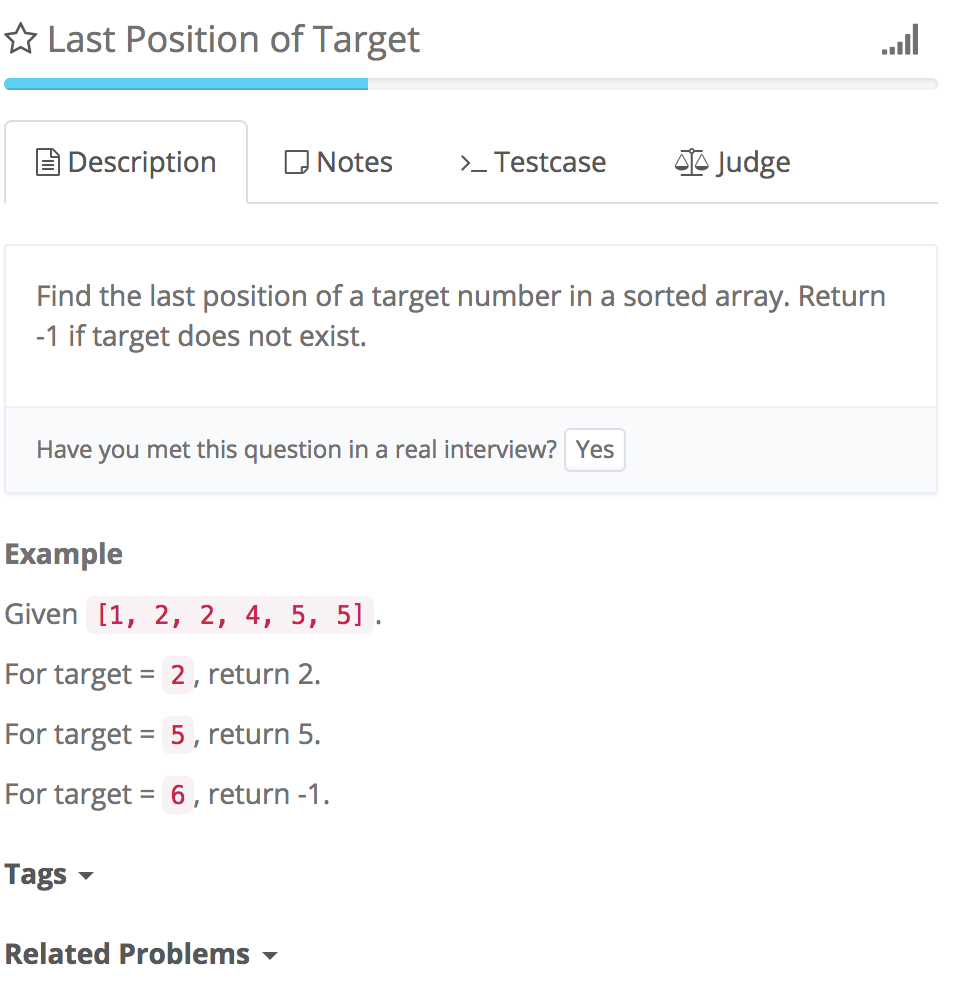 Last Position of Target
Description
Notes
Testcase
Judge
Find the last position of a target number in a sorted array. Return
-1 if target does not exist.
Have you met this question in a real interview? Yes
Example
Given [1, 2, 2, 4, 5, 5].
For target = 2, return 2.
For target = 5, return 5.
For target = 6, return -1.
Tags
Related Problems